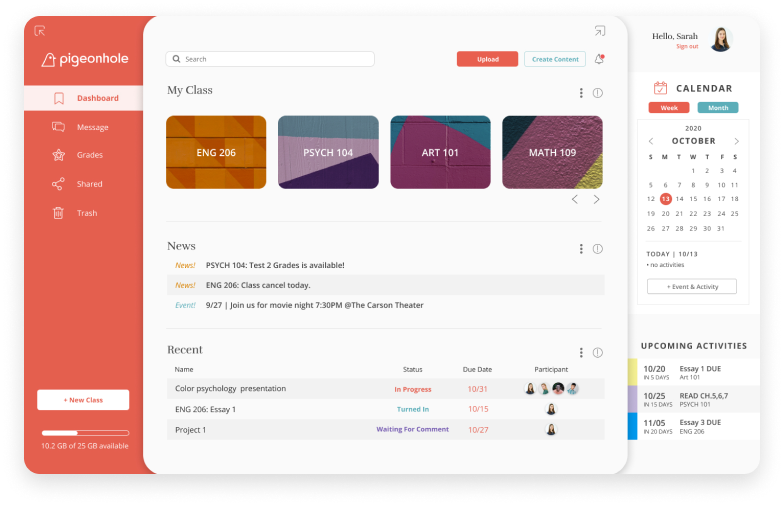 pigeonhole
Dashboard
Message
Grades
Shared
Trash
+ New Class
10.2 GB of 25 GB available
Search
Upload
Create Content
My Class
ENG 206
PSYCH 104
ART 101
MATH 109
News
News! PSYCH 104: Test 2 Grades is available!
News! ENG 206: Class cancel today.
Event! 9/27 | Join us for movie night 7:30PM @The Carson Theater
Recent
Name Status Due Date Participant
Color psychology presentation In Progress 10/31
ENG 206: Essay 1 Turned In 10/15
Project 1 Waiting For Comment 10/27
Hello, Sarah
Sign out
CALENDAR
Week Month
2020
OCTOBER
S M T W T F S
1 2 3 4
5 6 7 8 9 10 11
12 13 14 15 16 17 18
19 20 21 22 23 24 25
26 27 28 29 30 31
TODAY | 10/13
• no activities
+ Event & Activity
UPCOMING ACTIVITIES
10/20 Essay 1 DUE
IN 5 DAYS Art 101
10/25 READ CH.5,6,7
IN 15 DAYS PSYCH 101
11/05 Essay 3 DUE
IN 20 DAYS ENG 206